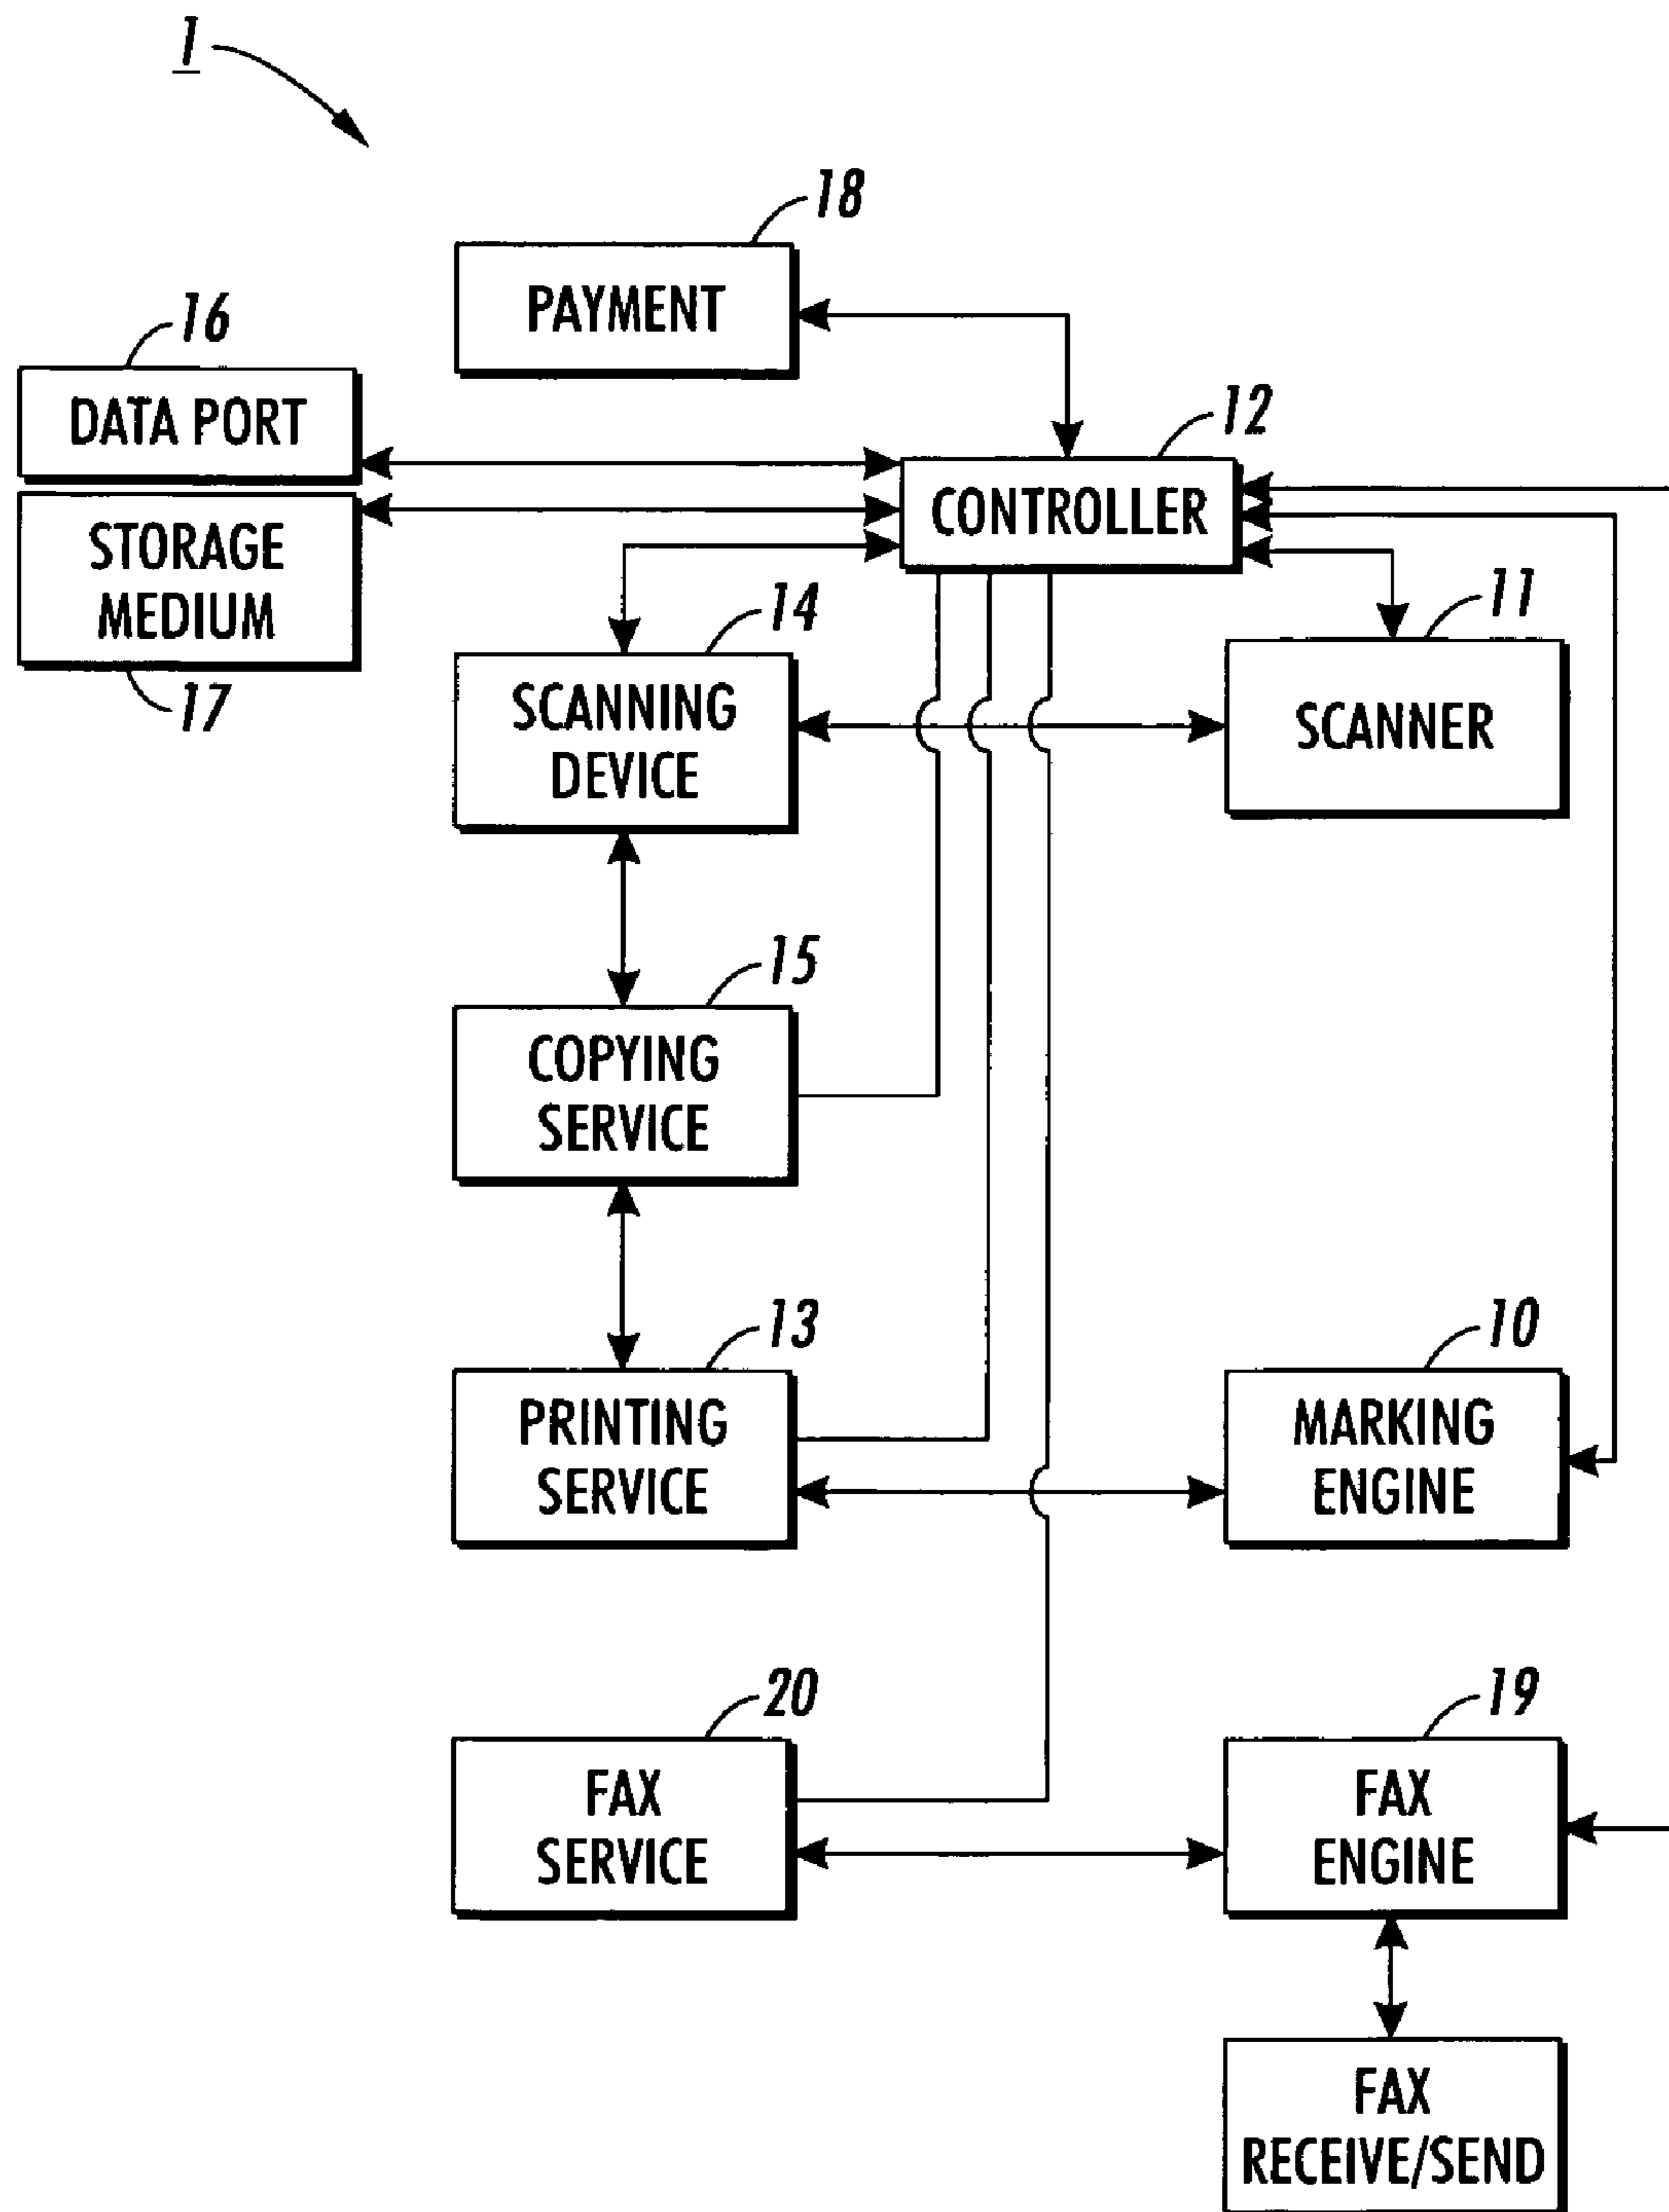 1
18
PAYMENT
16
DATA PORT
12
CONTROLLER
STORAGE
MEDIUM
17
14
SCANNING
DEVICE
11
SCANNER
15
COPYING
SERVICE
13
PRINTING
SERVICE
10
MARKING
ENGINE
20
FAX
SERVICE
19
FAX
ENGINE
FAX
RECEIVE/SEND